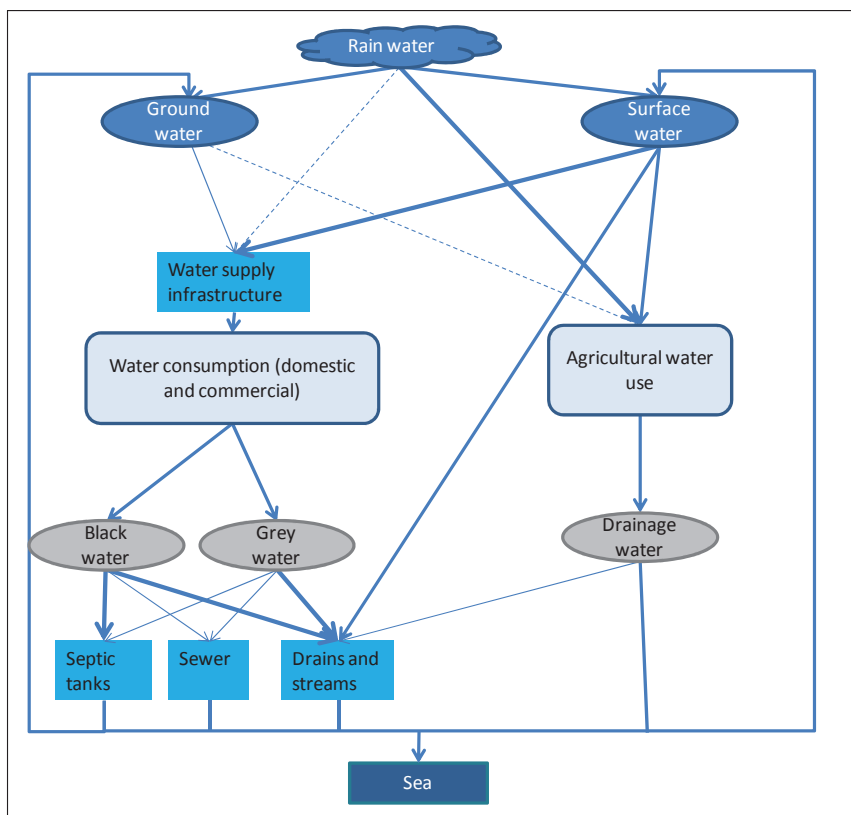 Rain water
Ground
water
Surface
water
Water supply
infrastructure
Water consumption (domestic
and commercial)
Agricultural water
use
Black
water
Grey
water
Drainage
water
Septic
tanks
Sewer
Drains and
streams
Sea